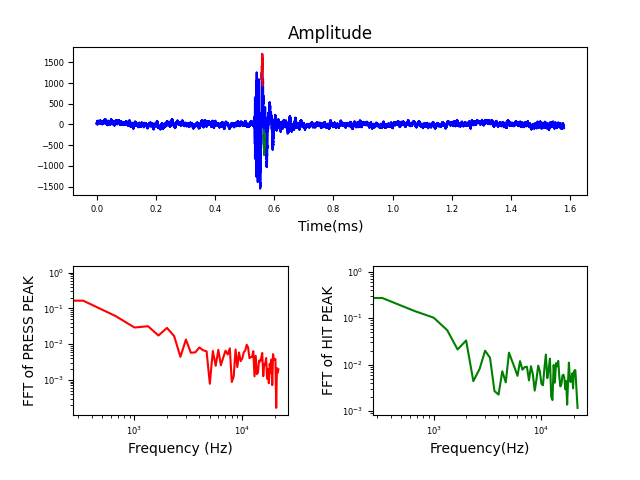 Amplitude
1500
1000
500
0
−500
−1000
−1500
0.0 0.2 0.4 0.6 0.8 1.0 1.2 1.4 1.6
Time(ms)
FFT of PRESS PEAK
10⁰
10⁻¹
10⁻²
10⁻³
10³ 10⁴
Frequency (Hz)
FFT of HIT PEAK
10⁰
10⁻¹
10⁻²
10⁻³
10³ 10⁴
Frequency(Hz)